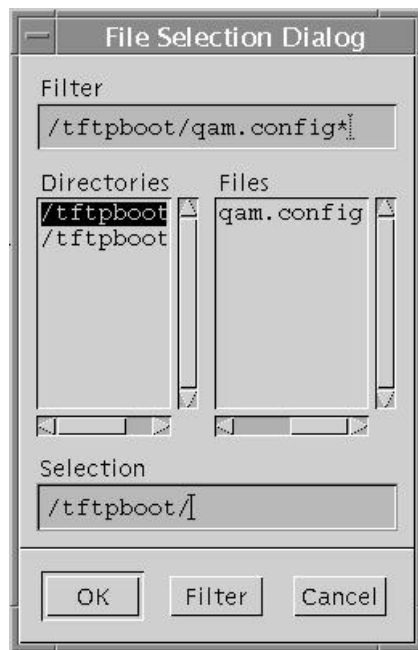 File Selection Dialog
Filter
/tftpboot/qam.config*
Directories
Files
/tftpboot
qam.config
/tftpboot
Selection
/tftpboot/
OK
Filter
Cancel